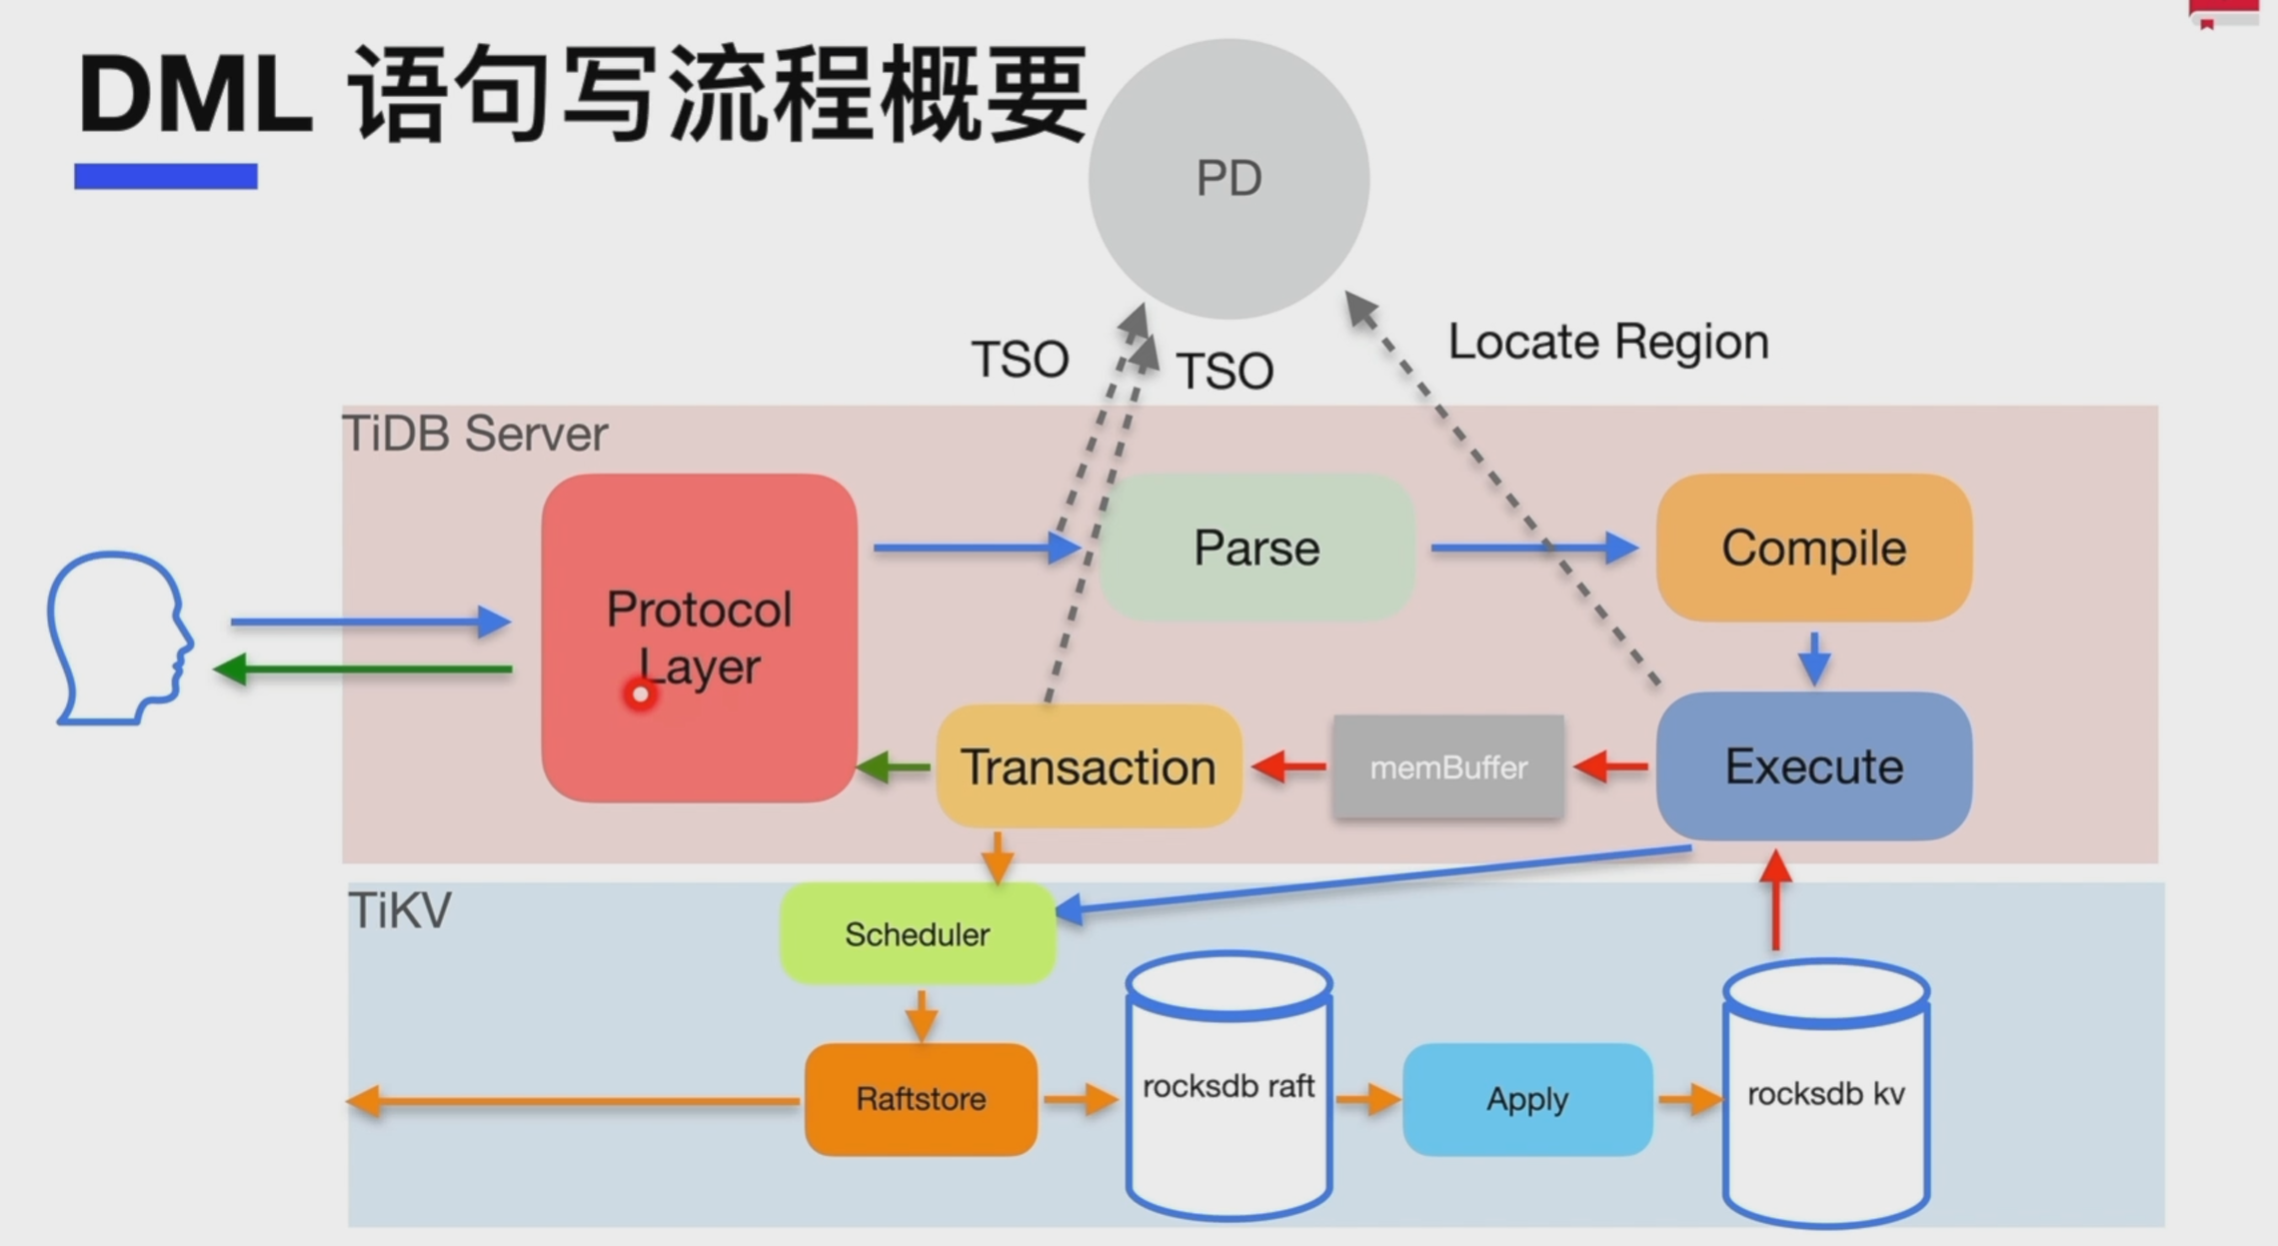 DML 语句写流程概要
PD
TSO
TSO
Locate Region
TiDB Server
Protocol
Layer
Parse
Compile
Transaction
memBuffer
Execute
TiKV
Scheduler
Raftstore
rocksdb raft
Apply
rocksdb kv